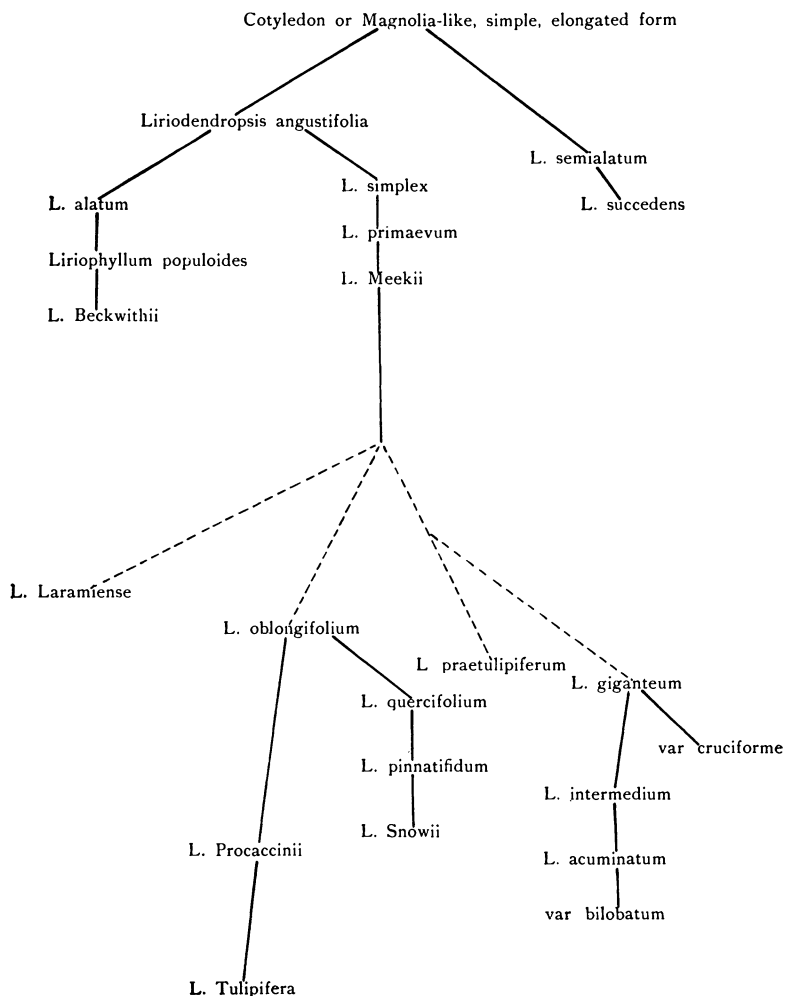 Cotyledon or Magnolia-like, simple, elongated form
Liriodendropsis angustifolia
L. semialatum
L. simplex
L. alatum
L. succedens
L. primaevum
Liriophyllum populoides
L. Meekii
L. Beckwithii
L. Laramiense
L. oblongifolium
L praetulipiferum
L. giganteum
L. quercifolium
var cruciforme
L. pinnatifidum
L. intermedium
L. Snowii
L. Procaccinii
L. acuminatum
var bilobatum
L. Tulipifera